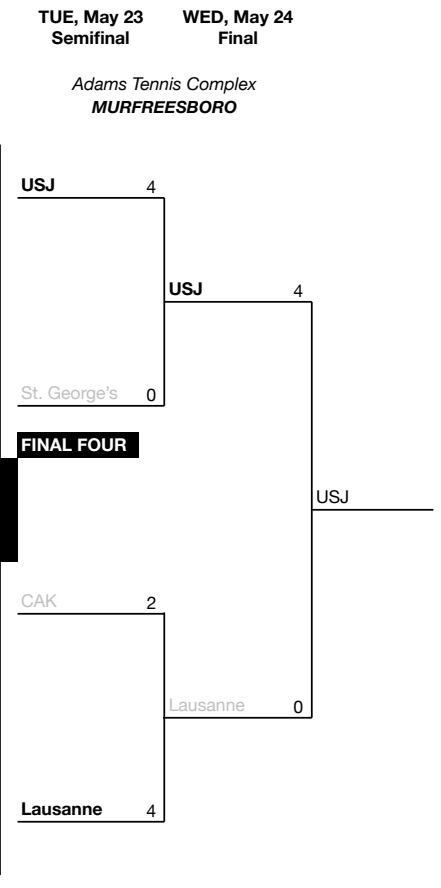 TUE, May 23 WED, May 24
Semifinal Final
Adams Tennis Complex
MURFREESBORO
USJ 4
USJ 4
St. George's 0
FINAL FOUR
USJ
CAK 2
Lausanne 0
Lausanne 4